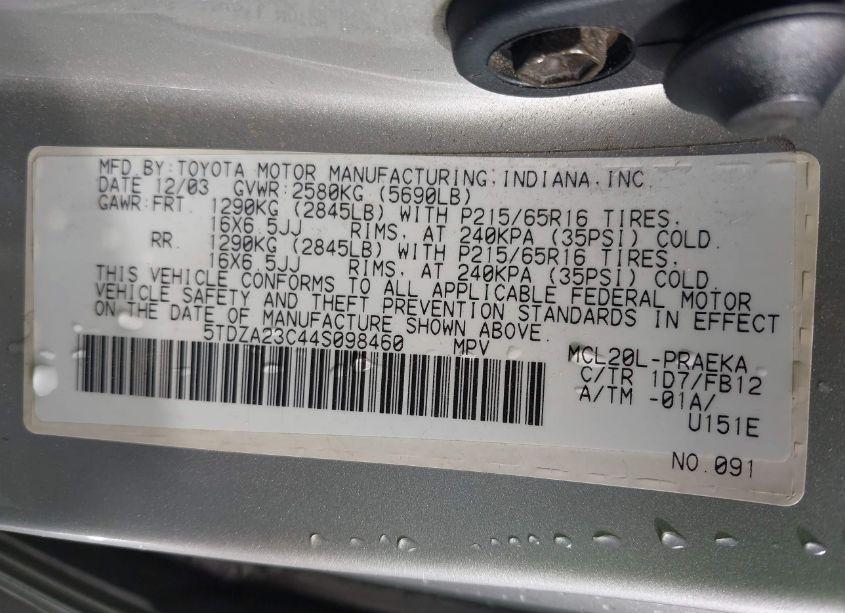 MFD.BY:TOYOTA MOTOR MANUFACTURING,INDIANA,INC.
DATE 12/03 GVWR:2580KG (5690LB)
GAWR:FRT. 1290KG (2845LB) WITH P215/65R16 TIRES,
16X6.5JJ RIMS, AT 240KPA (35PSI) COLD.
RR. 1290KG (2845LB) WITH P215/65R16 TIRES,
16X6.5JJ RIMS, AT 240KPA (35PSI) COLD.
THIS VEHICLE CONFORMS TO ALL APPLICABLE FEDERAL MOTOR
VEHICLE SAFETY AND THEFT PREVENTION STANDARDS IN EFFECT
ON THE DATE OF MANUFACTURE SHOWN ABOVE.
5TDZA23C44S098460 MPV
MCL20L-PRAEKA
C/TR 1D7/FB12
A/TM -01A/
U151E
NO.091